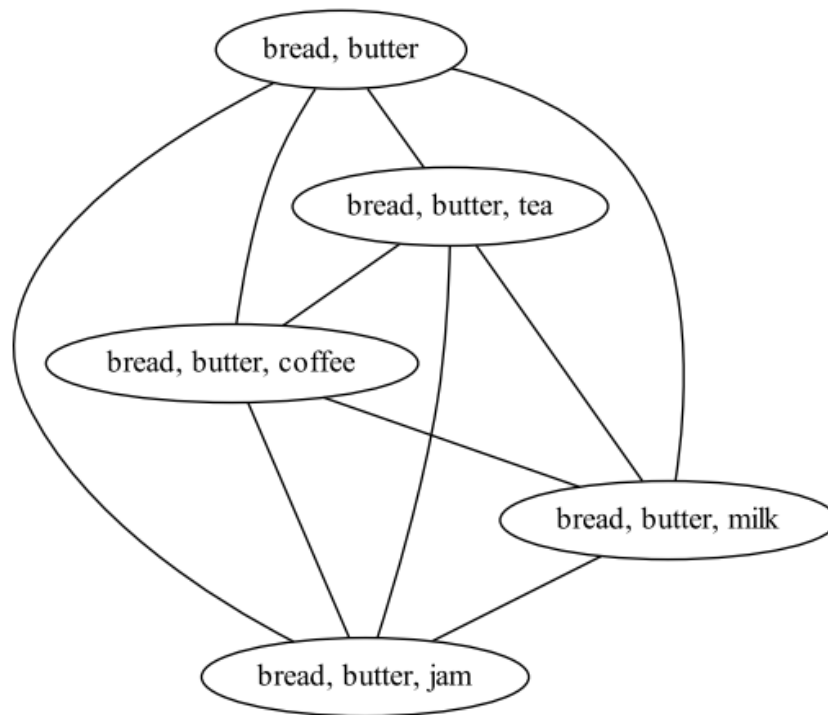 bread, butter
bread, butter, tea
bread, butter, coffee
bread, butter, milk
bread, butter, jam